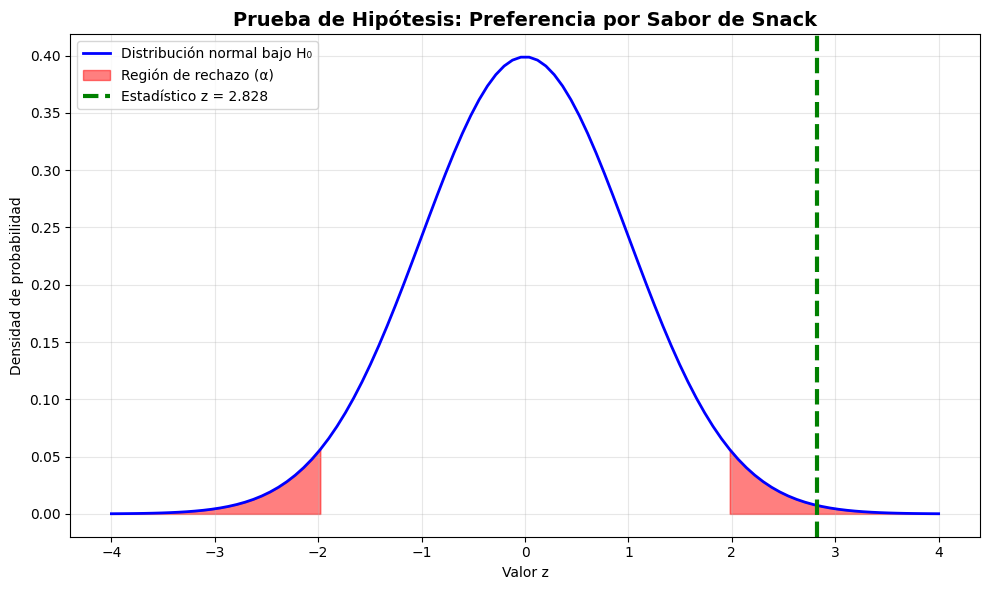 Prueba de Hipótesis: Preferencia por Sabor de Snack
Distribución normal bajo H₀
Región de rechazo (α)
Estadístico z = 2.828
Densidad de probabilidad
0.40
0.35
0.30
0.25
0.20
0.15
0.10
0.05
0.00
−4 −3 −2 −1 0 1 2 3 4
Valor z